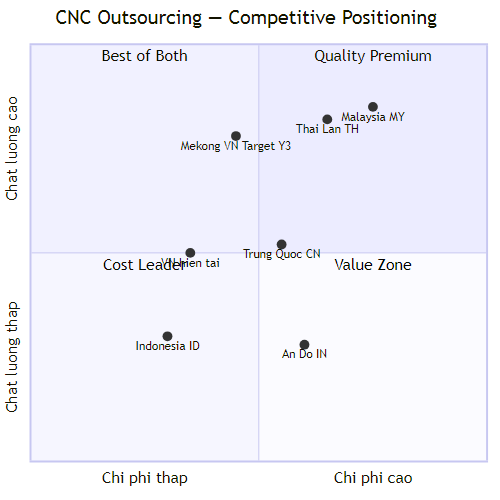 CNC Outsourcing — Competitive Positioning
Best of Both
Quality Premium
Chat luong cao
Malaysia MY
Thai Lan TH
Mekong VN Target Y3
Trung Quoc CN
Cost Leader
VN hien tai
Value Zone
Chat luong thap
Indonesia ID
An Do IN
Chi phi thap
Chi phi cao